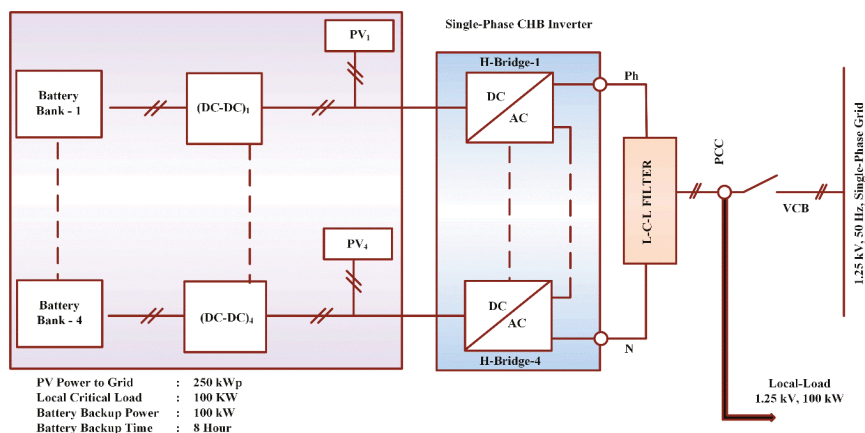 Single-Phase CHB Inverter
PV1
H-Bridge-1
Battery
Bank - 1
(DC-DC)1
DC
AC
Ph
L-C-L FILTER
PCC
VCB
1.25 kV, 50 Hz, Single-Phase Grid
PV4
Battery
Bank - 4
(DC-DC)4
DC
AC
N
H-Bridge-4
PV Power to Grid : 250 kWp
Local Critical Load : 100 KW
Battery Backup Power : 100 kW
Battery Backup Time : 8 Hour
Local-Load
1.25 kV, 100 kW